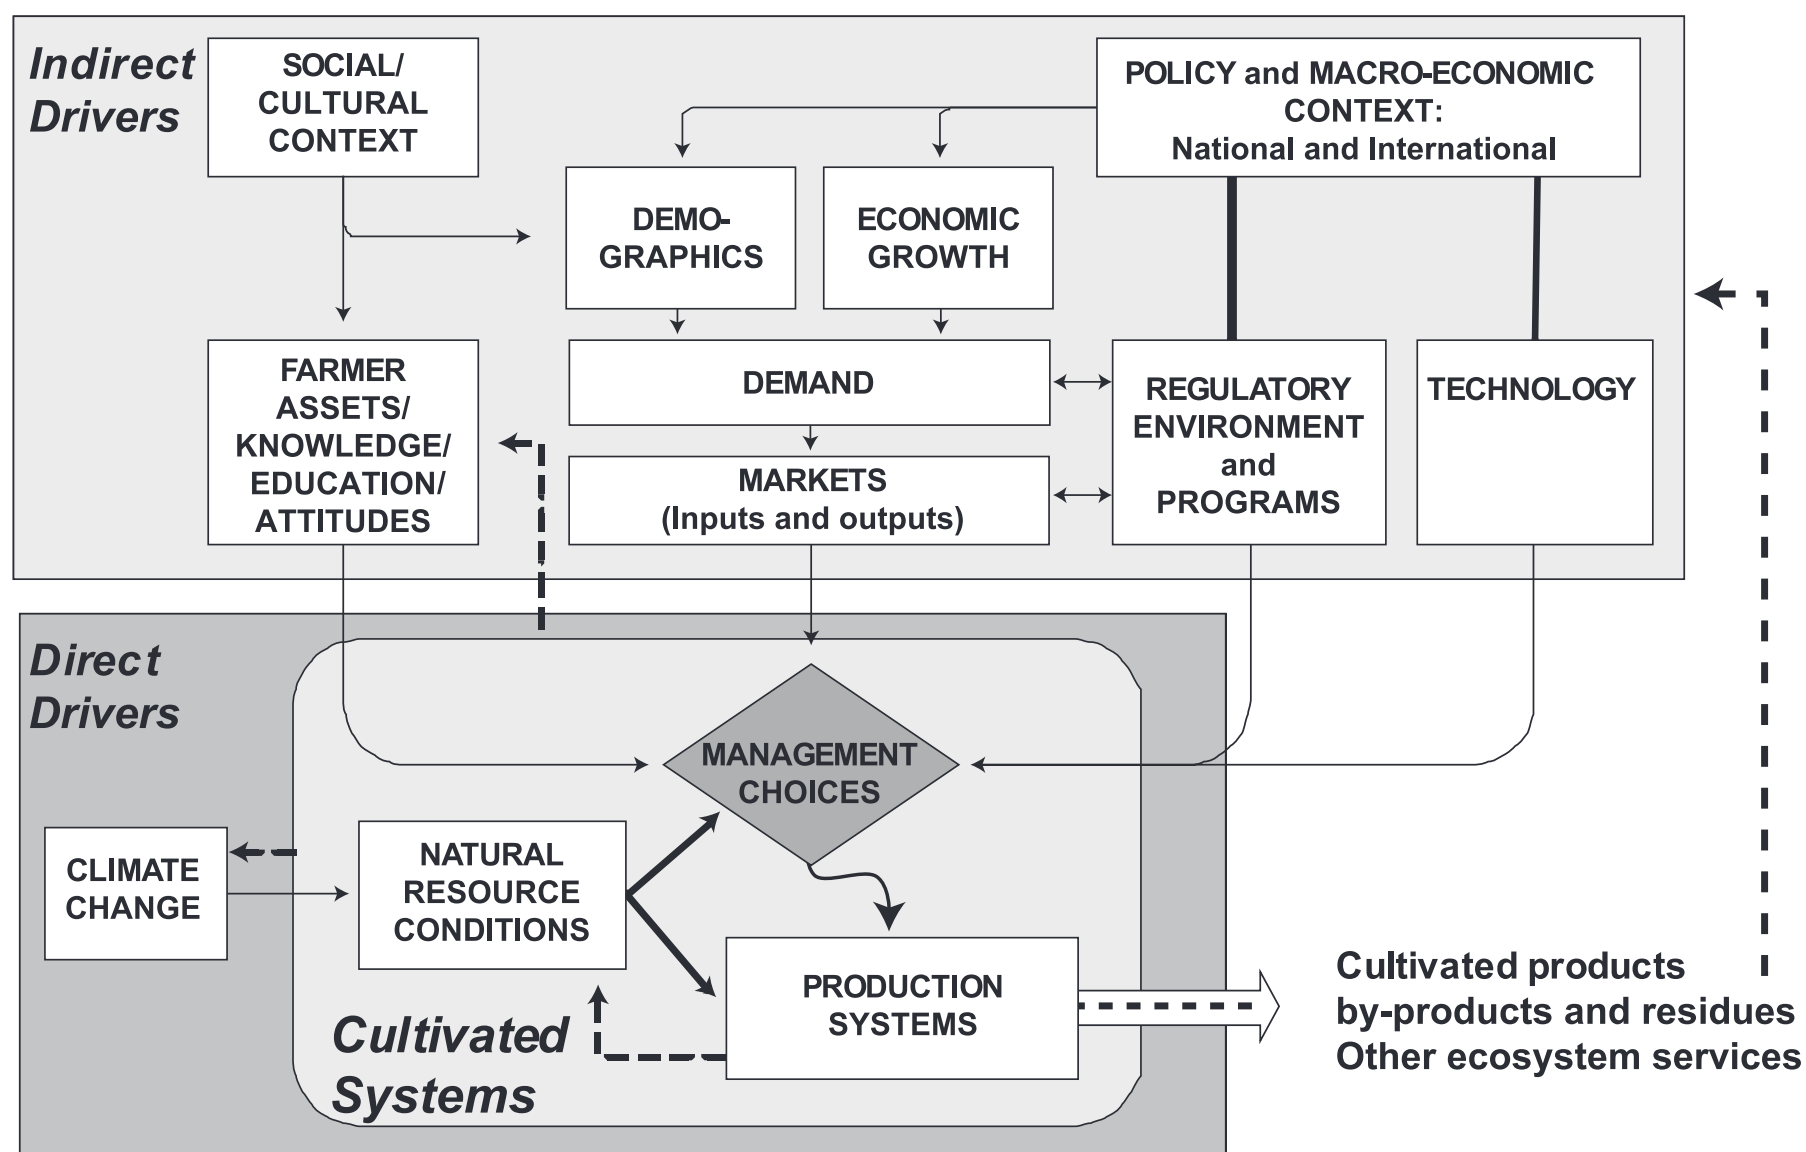 Indirect
Drivers
SOCIAL/
CULTURAL
CONTEXT
POLICY and MACRO-ECONOMIC
CONTEXT:
National and International
DEMO-
GRAPHICS
ECONOMIC
GROWTH
FARMER
ASSETS/
KNOWLEDGE/
EDUCATION/
ATTITUDES
DEMAND
MARKETS
(Inputs and outputs)
REGULATORY
ENVIRONMENT
and
PROGRAMS
TECHNOLOGY
Direct
Drivers
MANAGEMENT
CHOICES
CLIMATE
CHANGE
NATURAL
RESOURCE
CONDITIONS
PRODUCTION
SYSTEMS
Cultivated
Systems
Cultivated products
by-products and residues
Other ecosystem services